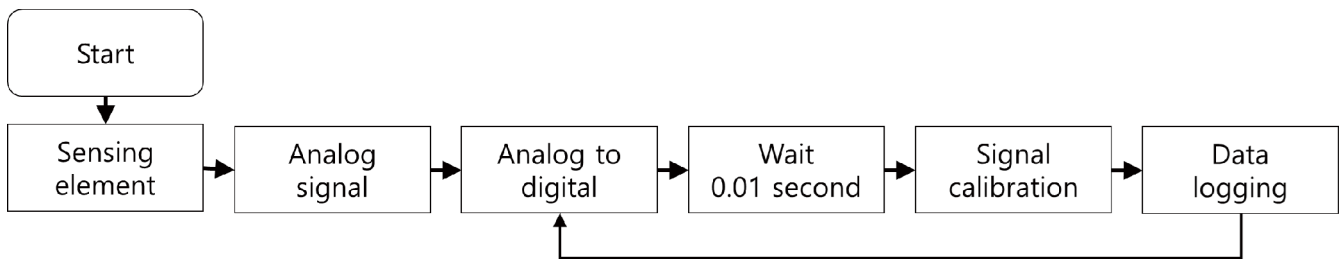 Start
Sensing
element
Analog
signal
Analog to
digital
Wait
0.01 second
Signal
calibration
Data
logging